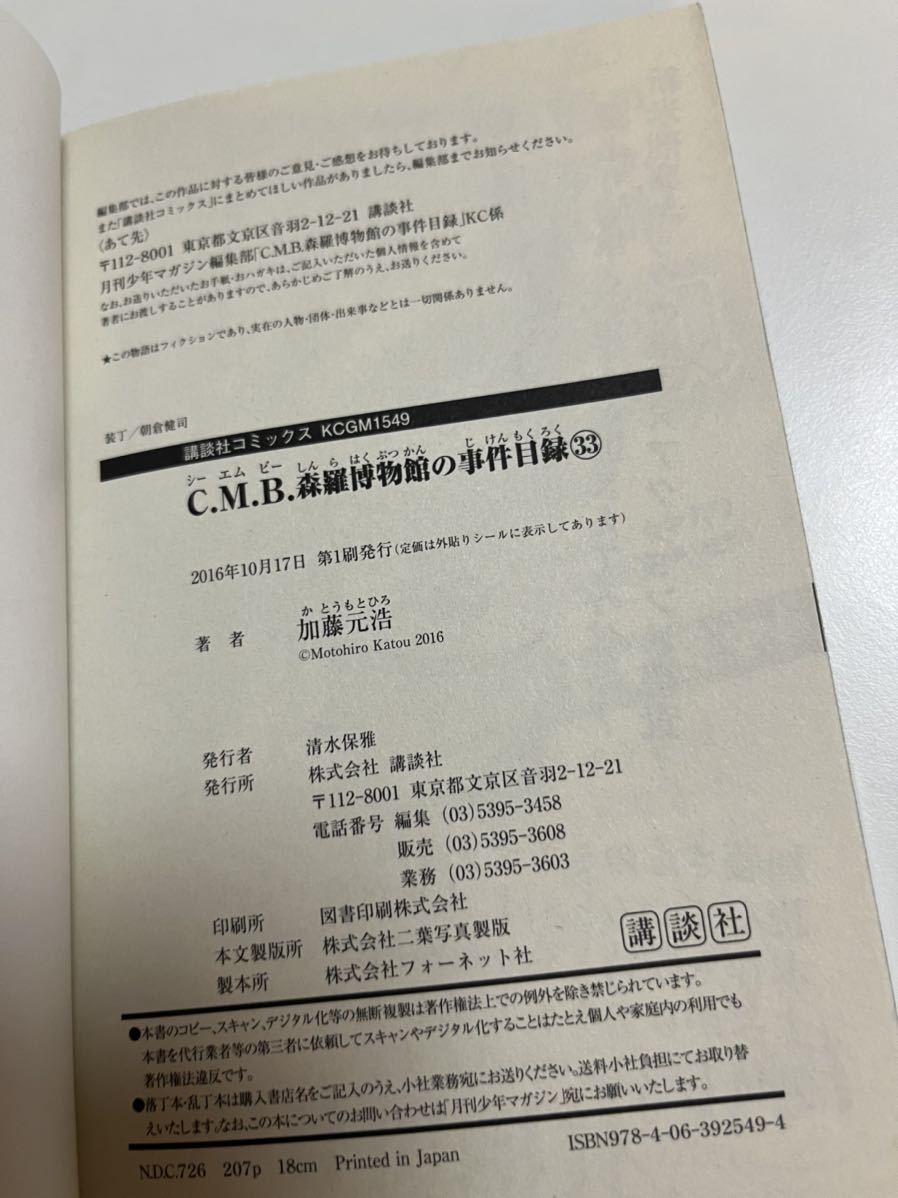 編集部では、この作品に対する皆様のご意見・ご感想をお待ちしております。
また「講談社コミックス」にまとめてほしい作品がありましたら、編集部までお知らせください。
〈あて先〉
〒112-8001 東京都文京区音羽2-12-21 講談社
月刊少年マガジン編集部「C.M.B.森羅博物館の事件目録」KC係
なお、お送りいただいたお手紙・おハガキは、ご記入いただいた個人情報を含めて
著者にお渡しすることがありますので、あらかじめご了解のうえ、お送りください。
★この物語はフィクションであり、実在の人物・団体・出来事などとは一切関係ありません。
装丁/朝倉健司
講談社コミックス KCGM1549
シー エム ビー しん ら はく ぶつ かん じ けん もく ろく
C.M.B.森羅博物館の事件目録㉝
2016年10月17日 第1刷発行(定価は外貼りシールに表示してあります)
か とう もと ひろ
著者 加藤元浩
©Motohiro Katou 2016
発行者 清水保雅
発行所 株式会社 講談社
〒112-8001 東京都文京区音羽2-12-21
電話番号 編集 (03)5395-3458
販売 (03)5395-3608
業務 (03)5395-3603
印刷所 図書印刷株式会社
本文製版所 株式会社二葉写真製版
製本所 株式会社フォーネット社
講談社
●本書のコピー、スキャン、デジタル化等の無断複製は著作権法上での例外を除き禁じられています。
本書を代行業者等の第三者に依頼してスキャンやデジタル化することはたとえ個人や家庭内の利用でも
著作権法違反です。
●落丁本・乱丁本は購入書店名をご記入のうえ、小社業務宛にお送りください。送料小社負担にてお取り替
えいたします。なお、この本についてのお問い合わせは「月刊少年マガジン」宛にお願いいたします。
N.D.C.726 207p 18cm Printed in Japan
ISBN978-4-06-392549-4